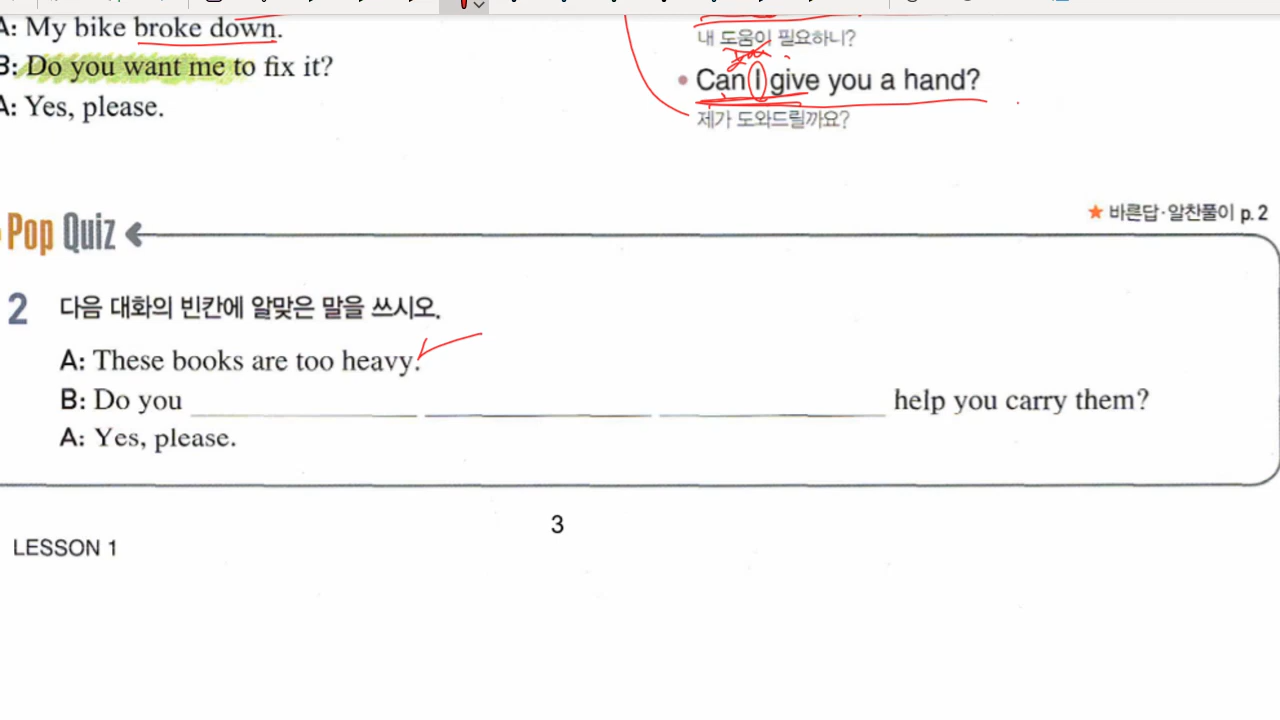 A: My bike broke down.
B: Do you want me to fix it?
A: Yes, please.
내 도움이 필요하니?
• Can I give you a hand?
제가 도와드릴까요?
Pop Quiz
★ 바른답·알찬풀이 p.2
2 다음 대화의 빈칸에 알맞은 말을 쓰시오.
A: These books are too heavy.
B: Do you ___ ___ ___ help you carry them?
A: Yes, please.
3
LESSON 1